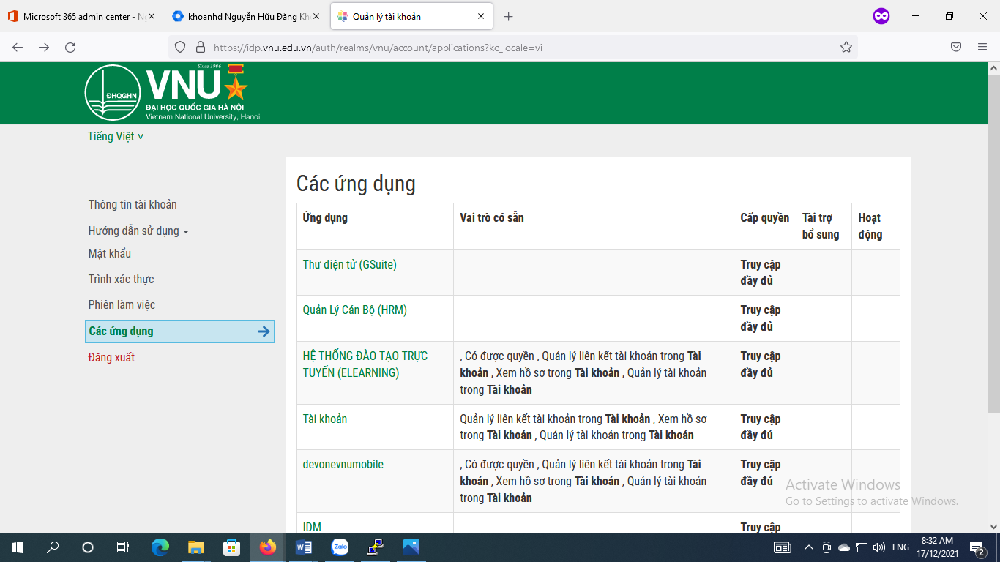 Microsoft 365 admin center - N
khoanhd Nguyễn Hữu Đăng Kh
Quản lý tài khoản
https://idp.vnu.edu.vn/auth/realms/vnu/account/applications?kc_locale=vi
Since 1906
ĐHQGHN
VNU
ĐẠI HỌC QUỐC GIA HÀ NỘI
Vietnam National University, Hanoi
Tiếng Việt
Thông tin tài khoản
Hướng dẫn sử dụng
Mật khẩu
Trình xác thực
Phiên làm việc
Các ứng dụng
Đăng xuất
Các ứng dụng
Ứng dụng
Vai trò có sẵn
Cấp quyền
Tài trợ
bổ sung
Hoạt
động
Thư điện tử (GSuite)
Truy cập
đầy đủ
Quản Lý Cán Bộ (HRM)
Truy cập
đầy đủ
HỆ THỐNG ĐÀO TẠO TRỰC
TUYẾN (ELEARNING)
, Có được quyền , Quản lý liên kết tài khoản trong Tài
khoản , Xem hồ sơ trong Tài khoản , Quản lý tài khoản
trong Tài khoản
Truy cập
đầy đủ
Tài khoản
Quản lý liên kết tài khoản trong Tài khoản , Xem hồ sơ
trong Tài khoản , Quản lý tài khoản trong Tài khoản
Truy cập
đầy đủ
devonevnumobile
, Có được quyền , Quản lý liên kết tài khoản trong Tài
khoản , Xem hồ sơ trong Tài khoản , Quản lý tài khoản
trong Tài khoản
Truy cập
đầy đủ
IDM
Truy cập
Activate Windows
Go to Settings to activate Windows.
Zalo
ENG
8:32 AM
17/12/2021
2